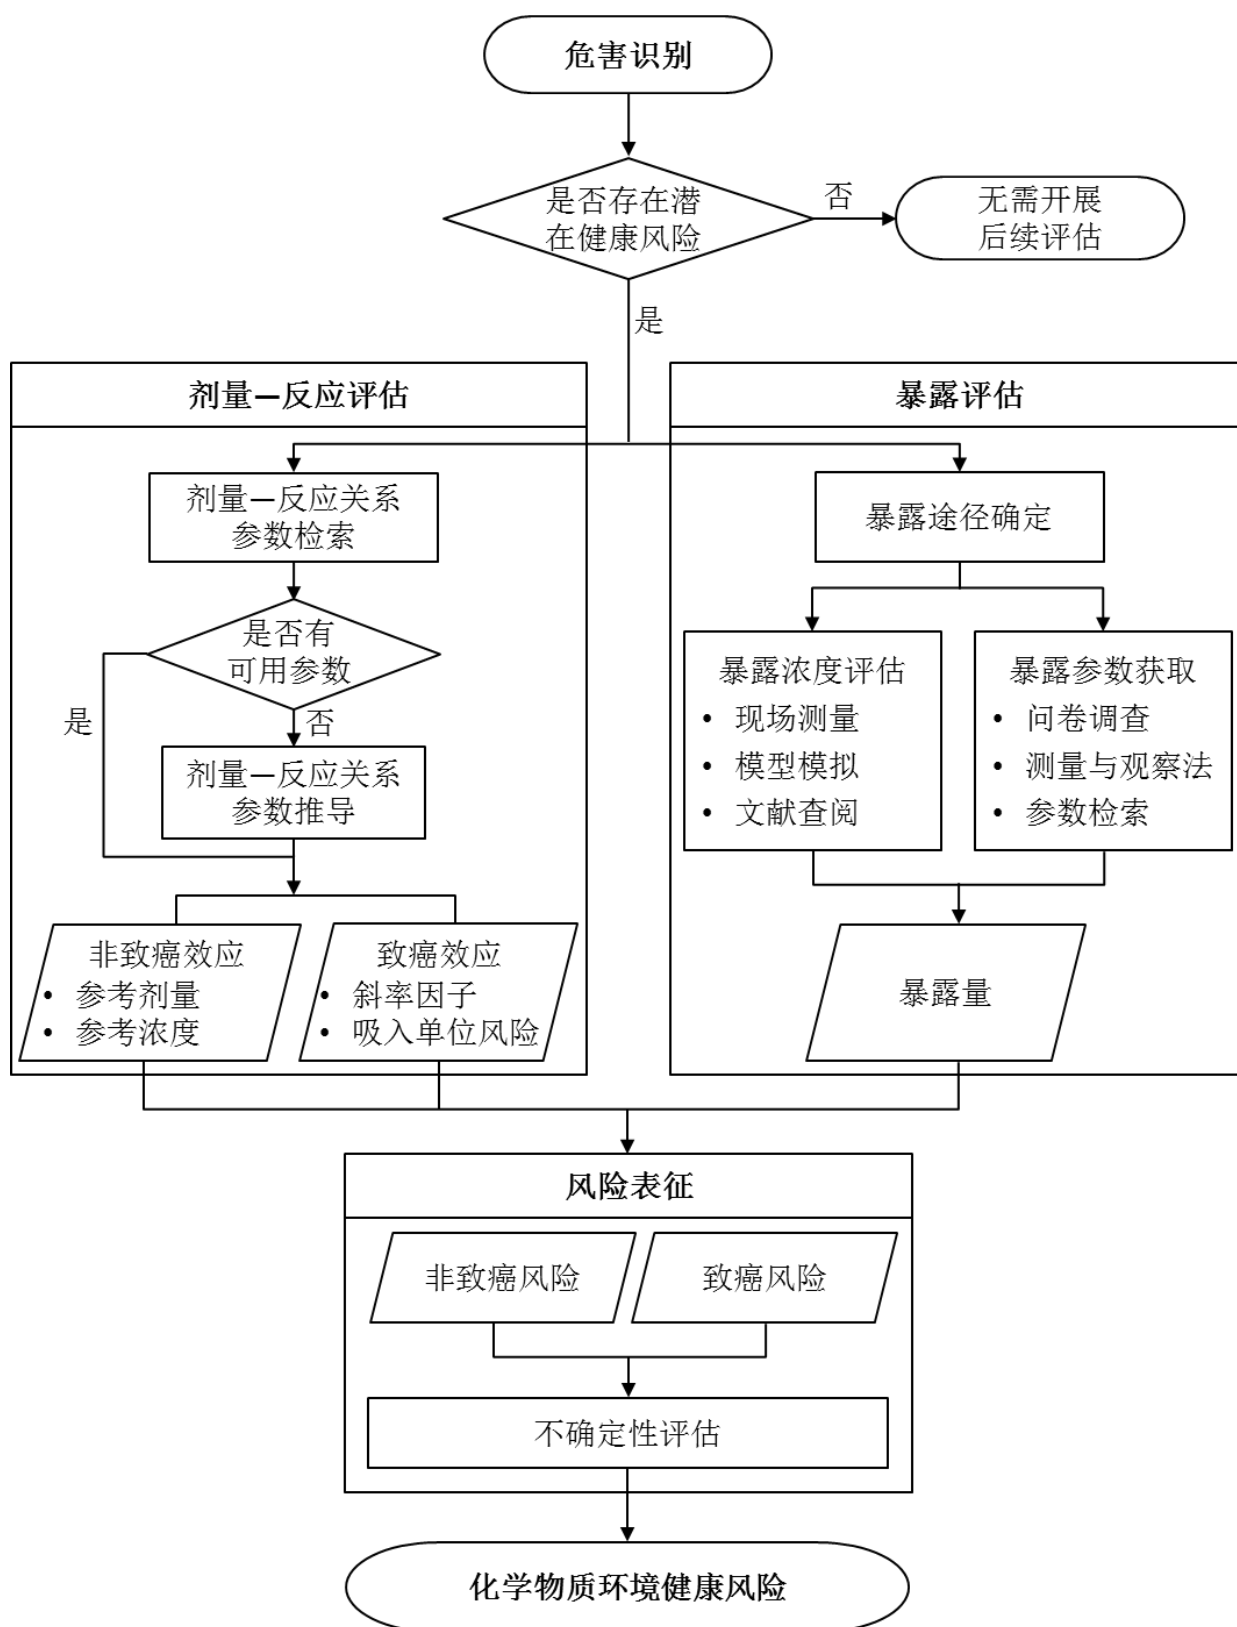 危害识别
是否存在潜
在健康风险
否
无需开展
后续评估
是
剂量—反应评估
剂量—反应关系
参数检索
是否有
可用参数
是
否
剂量—反应关系
参数推导
非致癌效应
• 参考剂量
• 参考浓度
致癌效应
• 斜率因子
• 吸入单位风险
暴露评估
暴露途径确定
暴露浓度评估
• 现场测量
• 模型模拟
• 文献查阅
暴露参数获取
• 问卷调查
• 测量与观察法
• 参数检索
暴露量
风险表征
非致癌风险
致癌风险
不确定性评估
化学物质环境健康风险